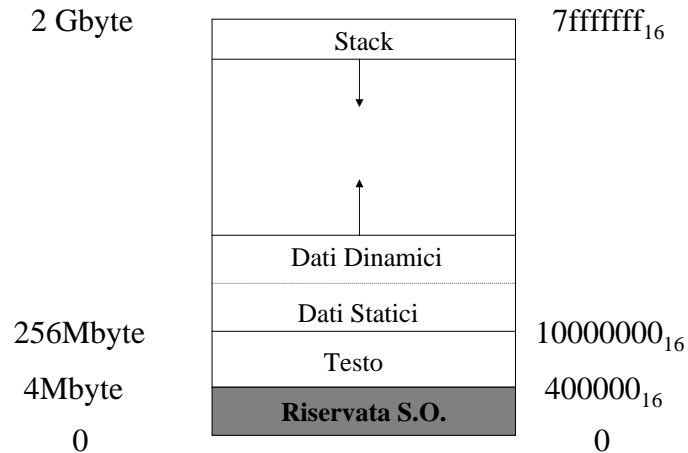 2 Gbyte Stack 7fffffff16
Dati Dinamici
Dati Statici
256Mbyte 1000000016
Testo
4Mbyte 40000016
Riservata S.O.
0 0